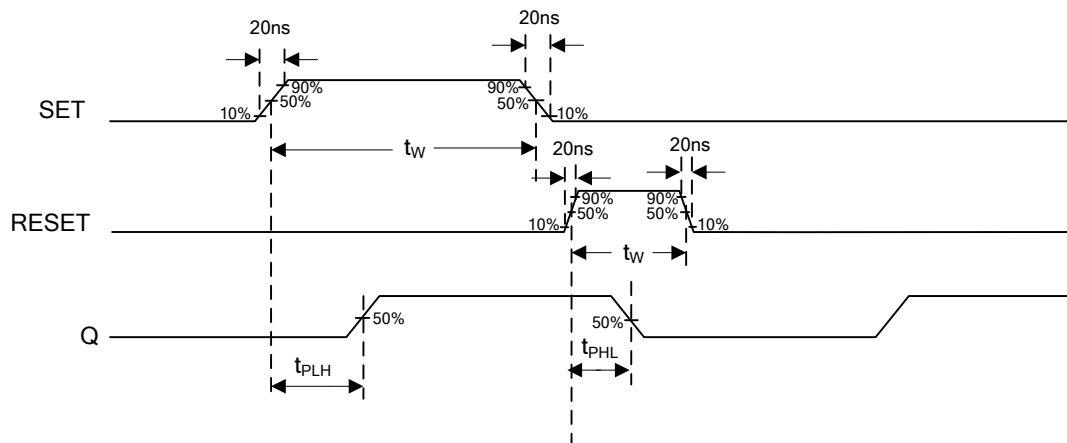 20ns 20ns
90% 90%
SET 50% 50%
10% 10%
tW 20ns 20ns
90% 90%
RESET 50% 50%
10% 10%
tW
Q 50% 50%
tPLH tPHL